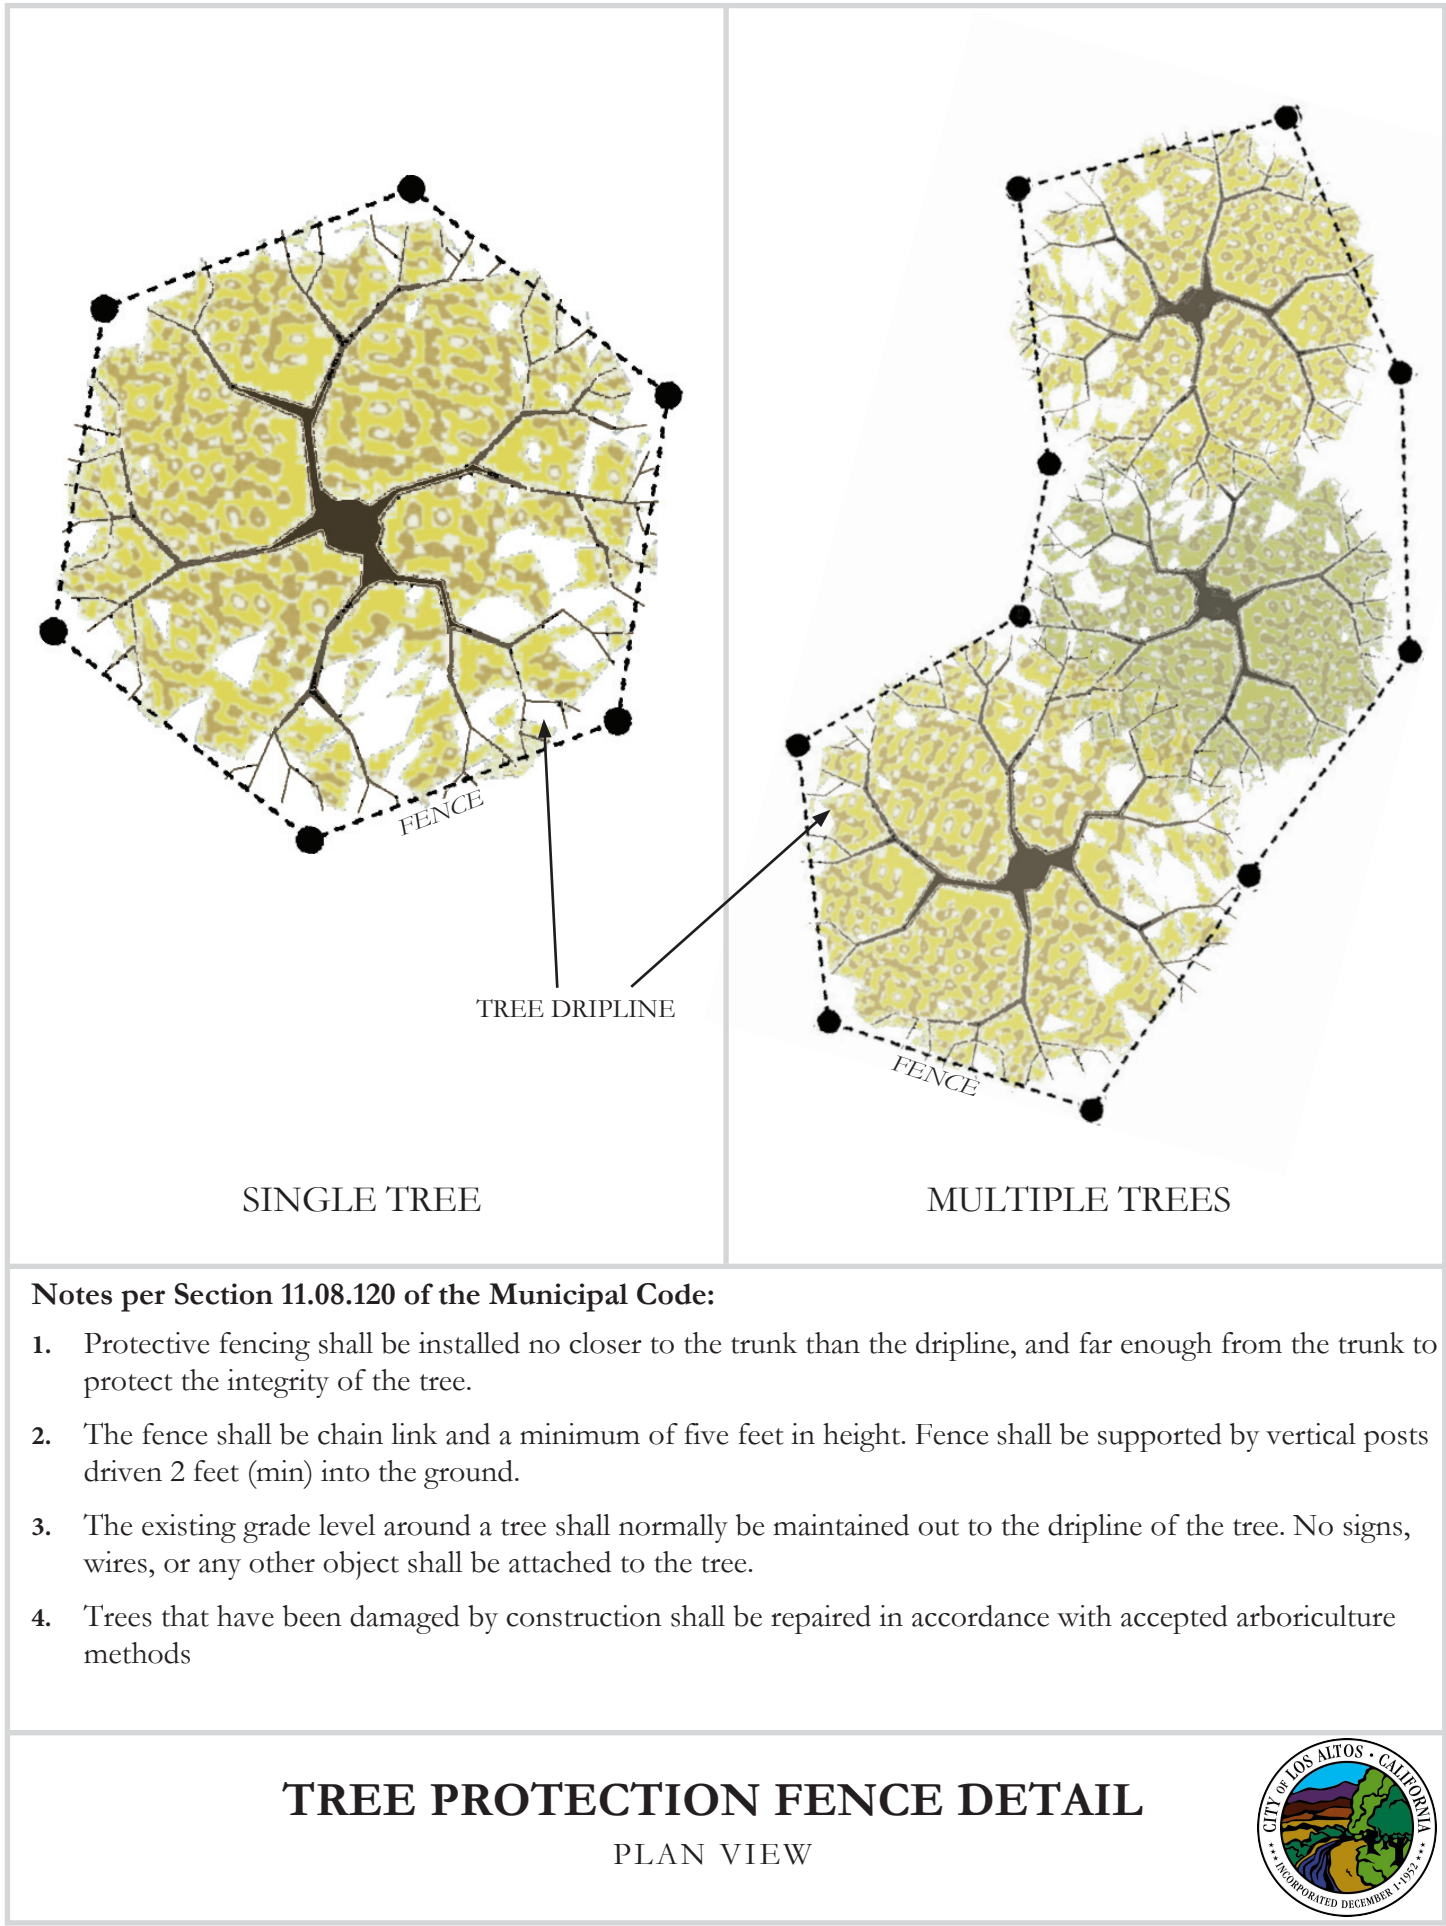 FENCE
TREE DRIPLINE
FENCE
SINGLE TREE
MULTIPLE TREES
Notes per Section 11.08.120 of the Municipal Code:
1. Protective fencing shall be installed no closer to the trunk than the dripline, and far enough from the trunk to
protect the integrity of the tree.
2. The fence shall be chain link and a minimum of five feet in height. Fence shall be supported by vertical posts
driven 2 feet (min) into the ground.
3. The existing grade level around a tree shall normally be maintained out to the dripline of the tree. No signs,
wires, or any other object shall be attached to the tree.
4. Trees that have been damaged by construction shall be repaired in accordance with accepted arboriculture
methods
TREE PROTECTION FENCE DETAIL
PLAN VIEW
CITY OF LOS ALTOS · CALIFORNIA
INCORPORATED DECEMBER 1·1952